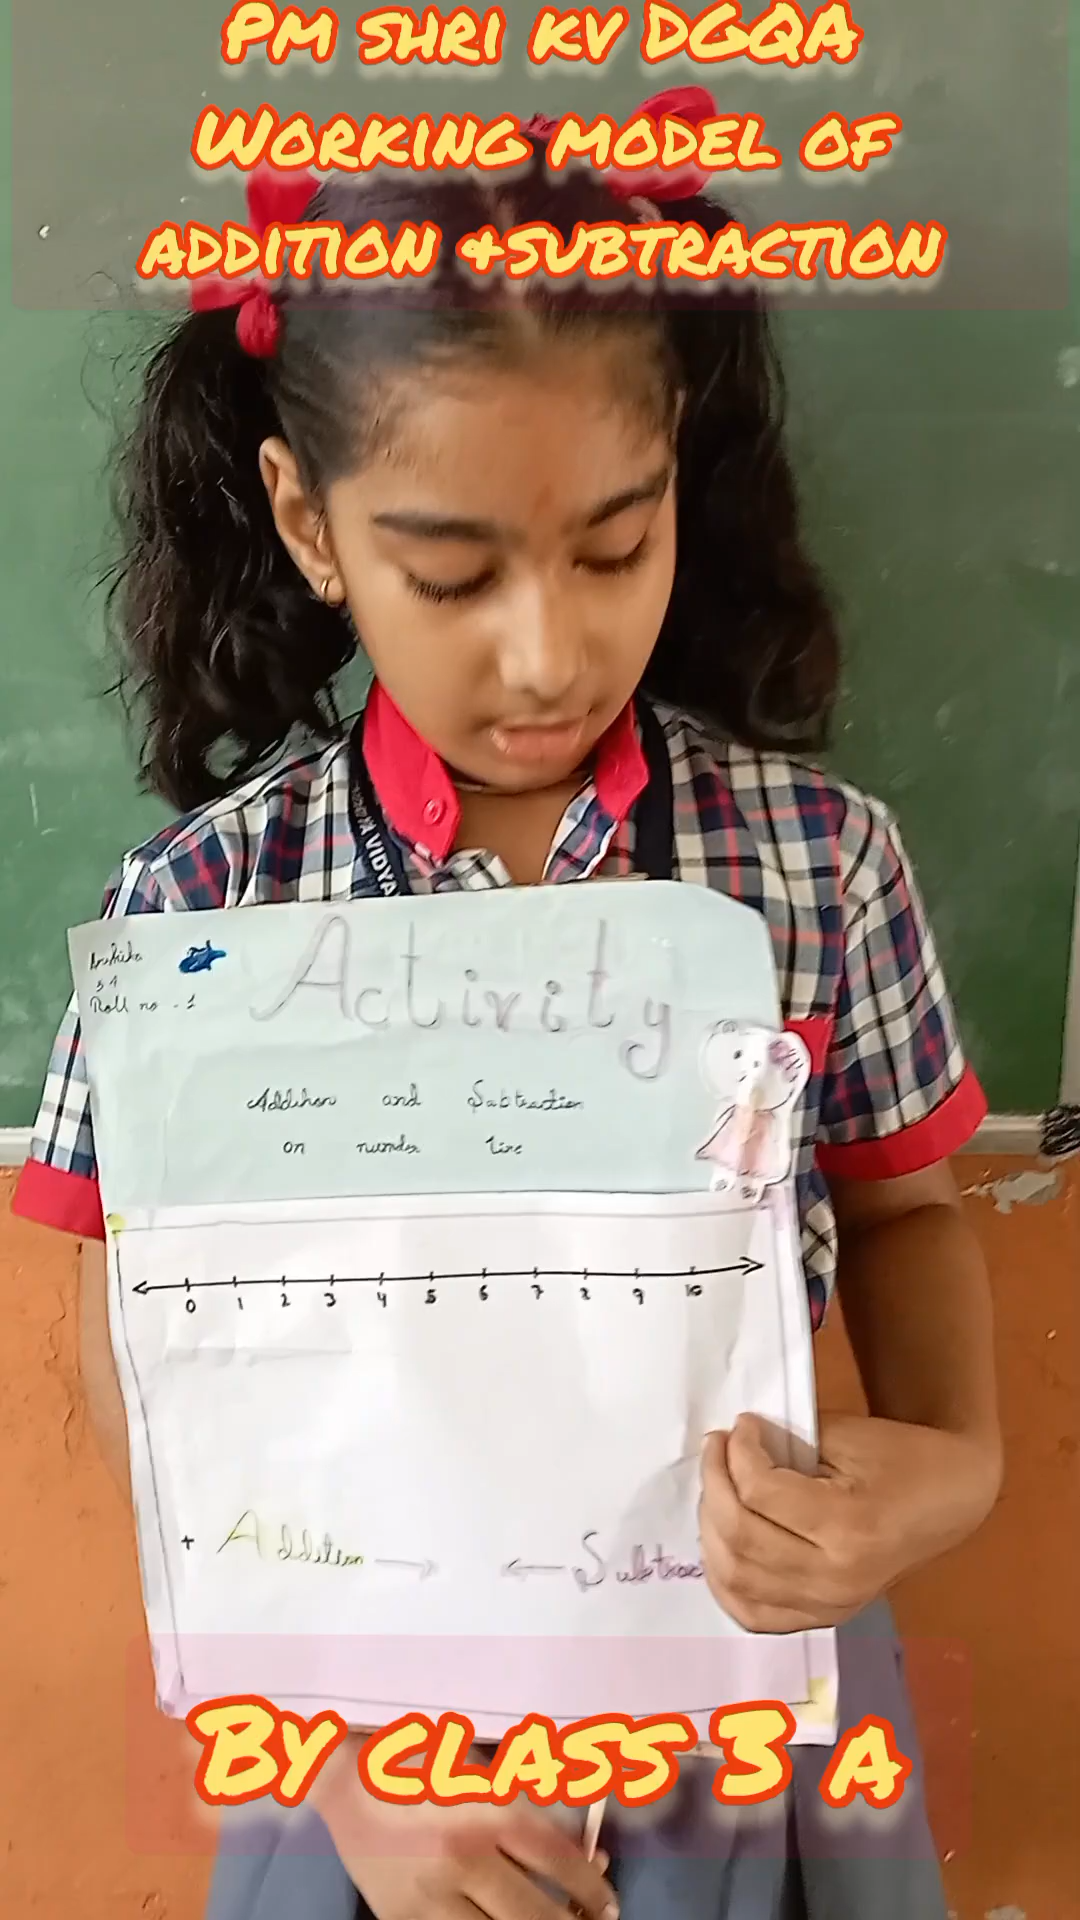 PM SHRI KV DGQA
WORKING MODEL OF
ADDITION &SUBTRACTION
VIDYA
Roll no - 1
Activity
Addition and Subtraction
on number line
0 1 2 3 4 5 6 7 8 9 10
+ Addition → ← Subtrac
BY CLASS 3 A